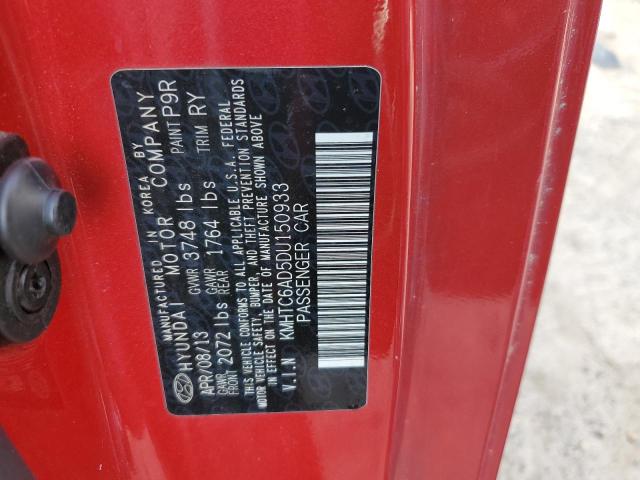 MANUFACTURED IN KOREA BY
HYUNDAI MOTOR COMPANY
APR/08/13 GVWR 3748 lbs PAINT P9R
GAWR FRONT 2072 lbs GAWR REAR 1764 lbs TRIM RY
THIS VEHICLE CONFORMS TO ALL APPLICABLE U.S.A. FEDERAL
MOTOR VEHICLE SAFETY, BUMPER, AND THEFT PREVENTION STANDARDS
IN EFFECT ON THE DATE OF MANUFACTURE SHOWN ABOVE
V.I.N KMHTC6AD5DU150933
PASSENGER CAR